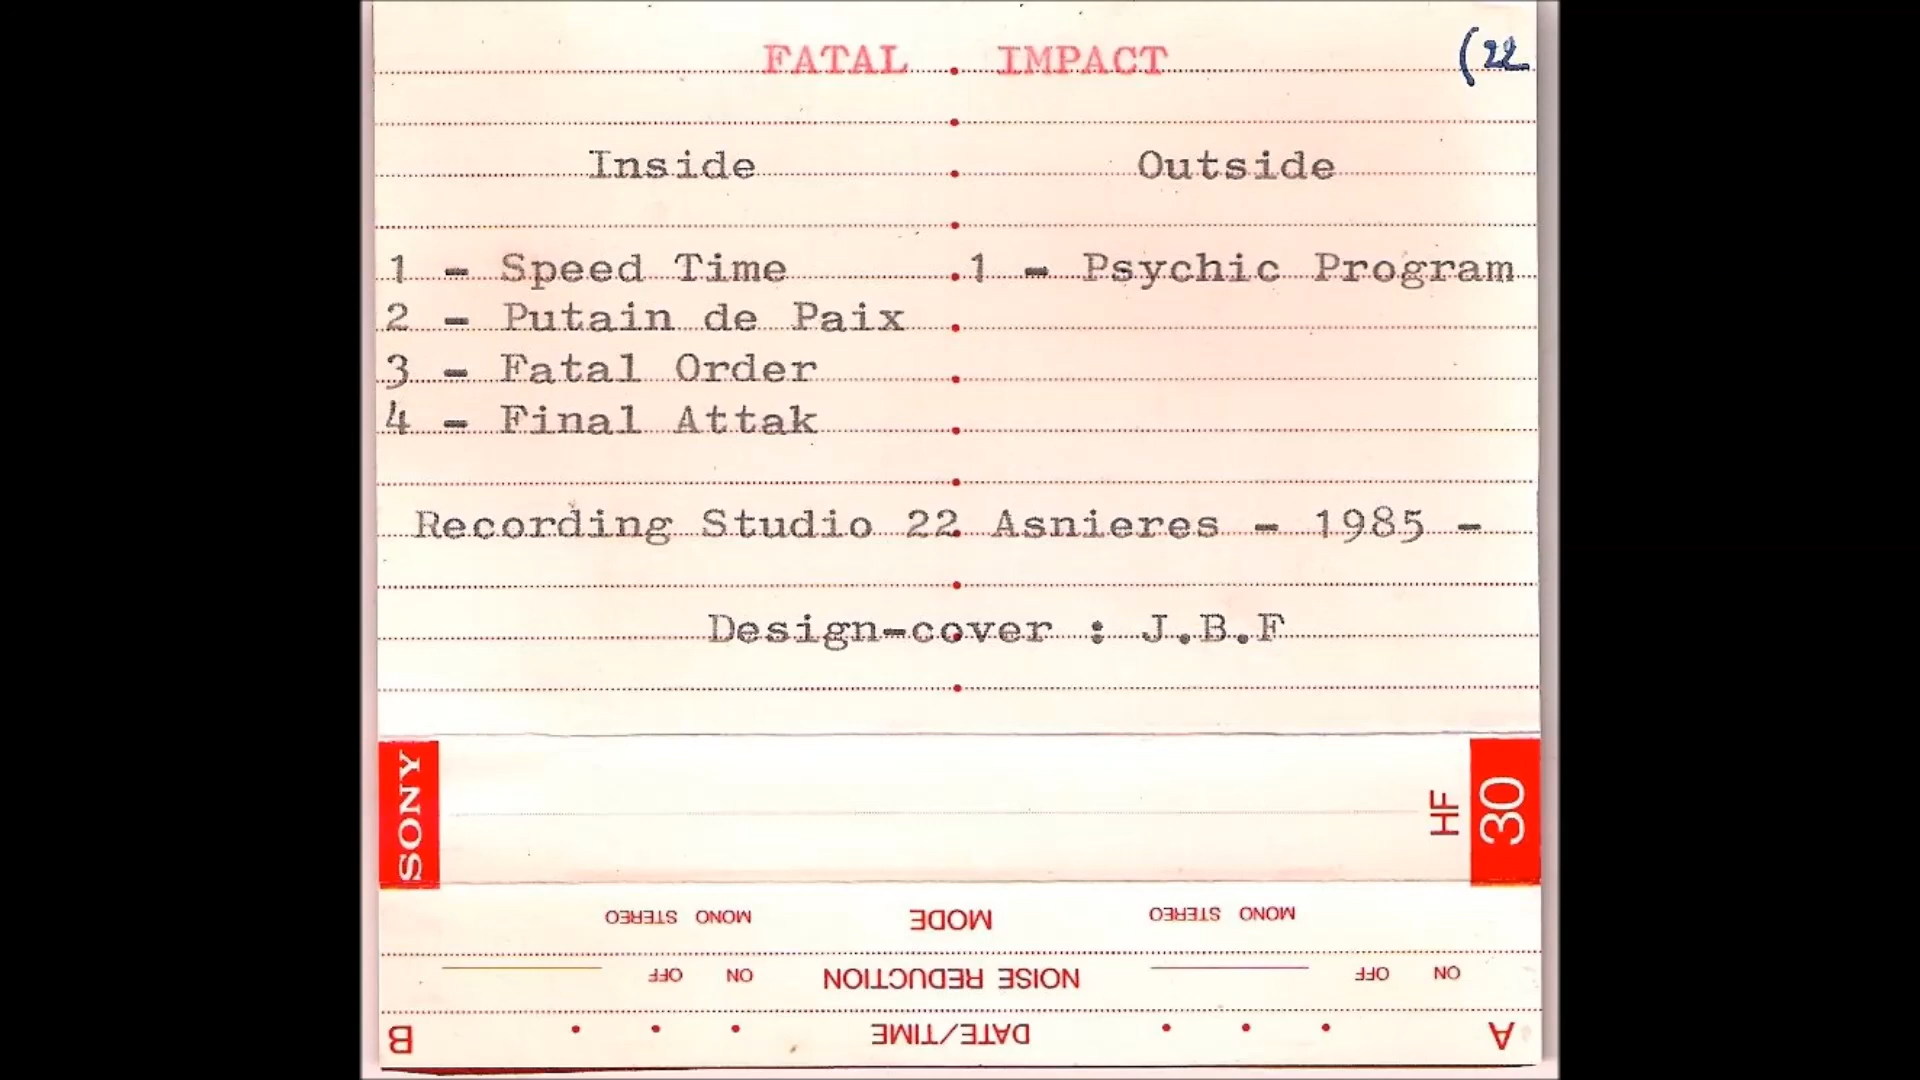 FATAL IMPACT (22
Inside Outside
1 - Speed Time 1 - Psychic Program
2 - Putain de Paix
3 - Fatal Order
4 - Final Attak
Recording Studio 22 Asnieres - 1985 -
Design-cover : J.B.F
SONY HF 30
MONO STEREO MODE MONO STEREO
ON OFF NOISE REDUCTION ON OFF
A DATE/TIME B